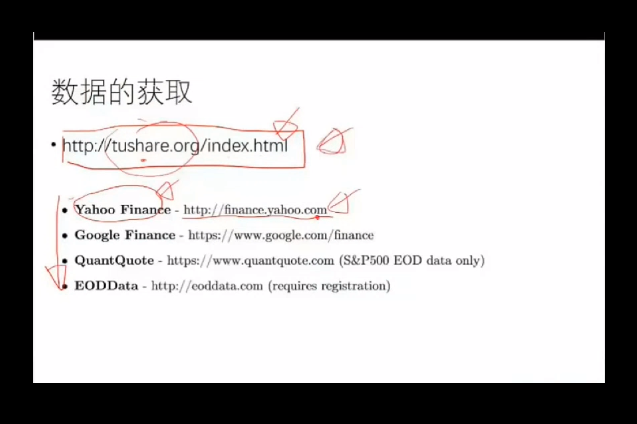 数据的获取
• http://tushare.org/index.html
• Yahoo Finance - http://finance.yahoo.com
• Google Finance - https://www.google.com/finance
• QuantQuote - https://www.quantquote.com (S&P500 EOD data only)
• EODData - http://eoddata.com (requires registration)